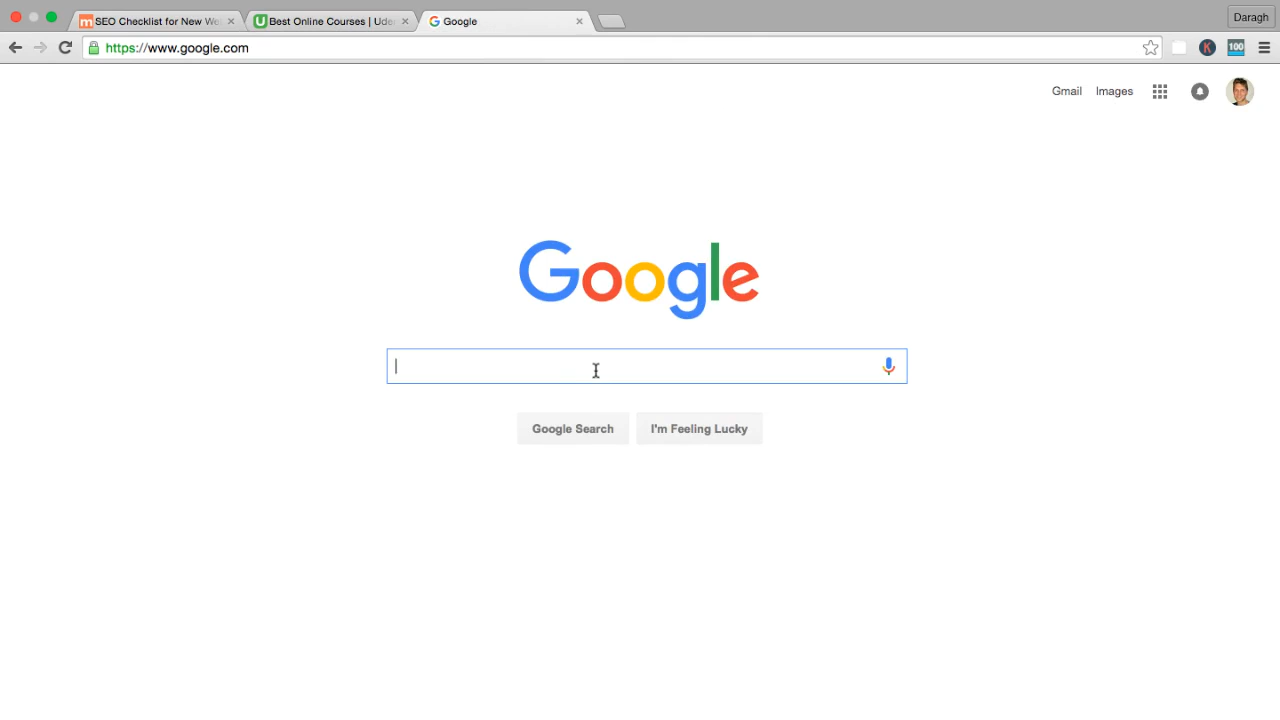 SEO Checklist for New We
Best Online Courses | Ude
Google
Daragh
https://www.google.com
K
100
Gmail Images
Google
Google Search
I'm Feeling Lucky